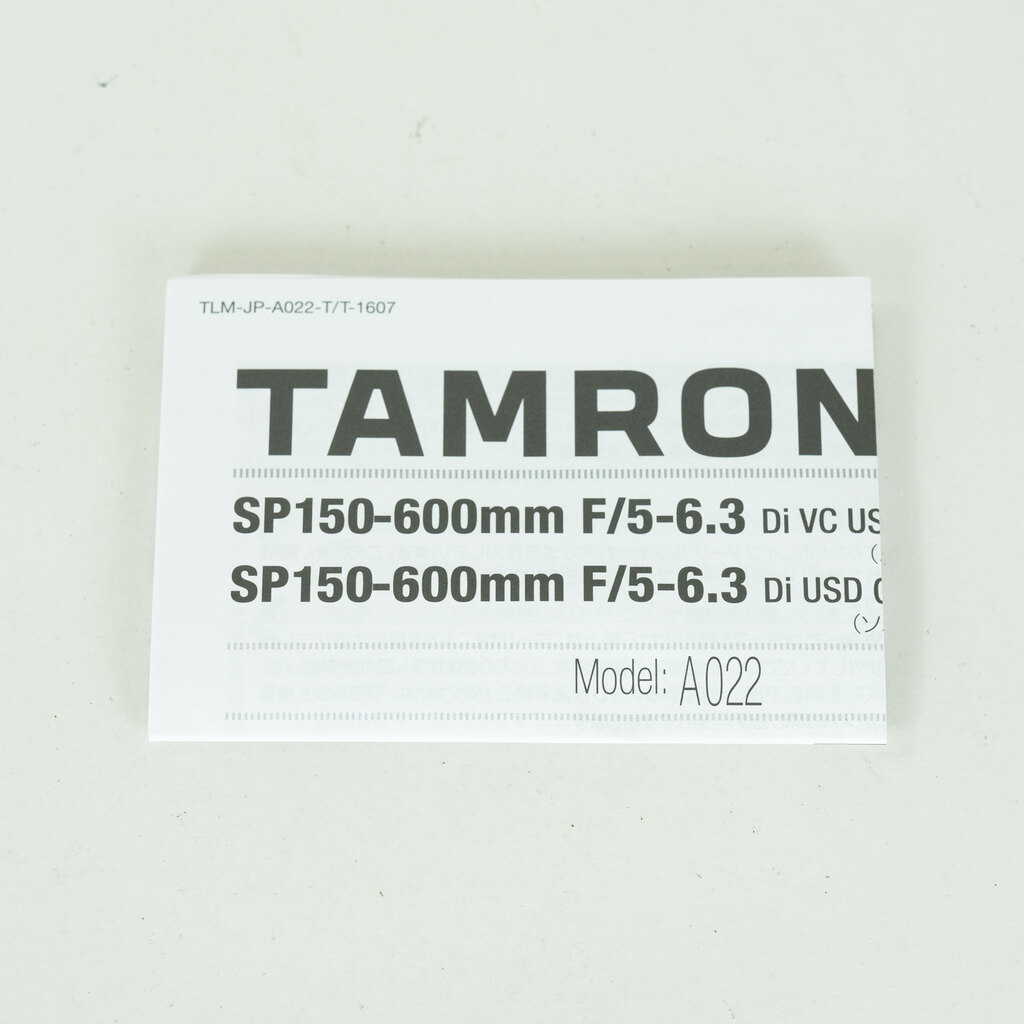 TLM-JP-A022-T/T-1607
TAMRON
SP150-600mm F/5-6.3 Di VC US
SP150-600mm F/5-6.3 Di USD
(ソ
Model: A022